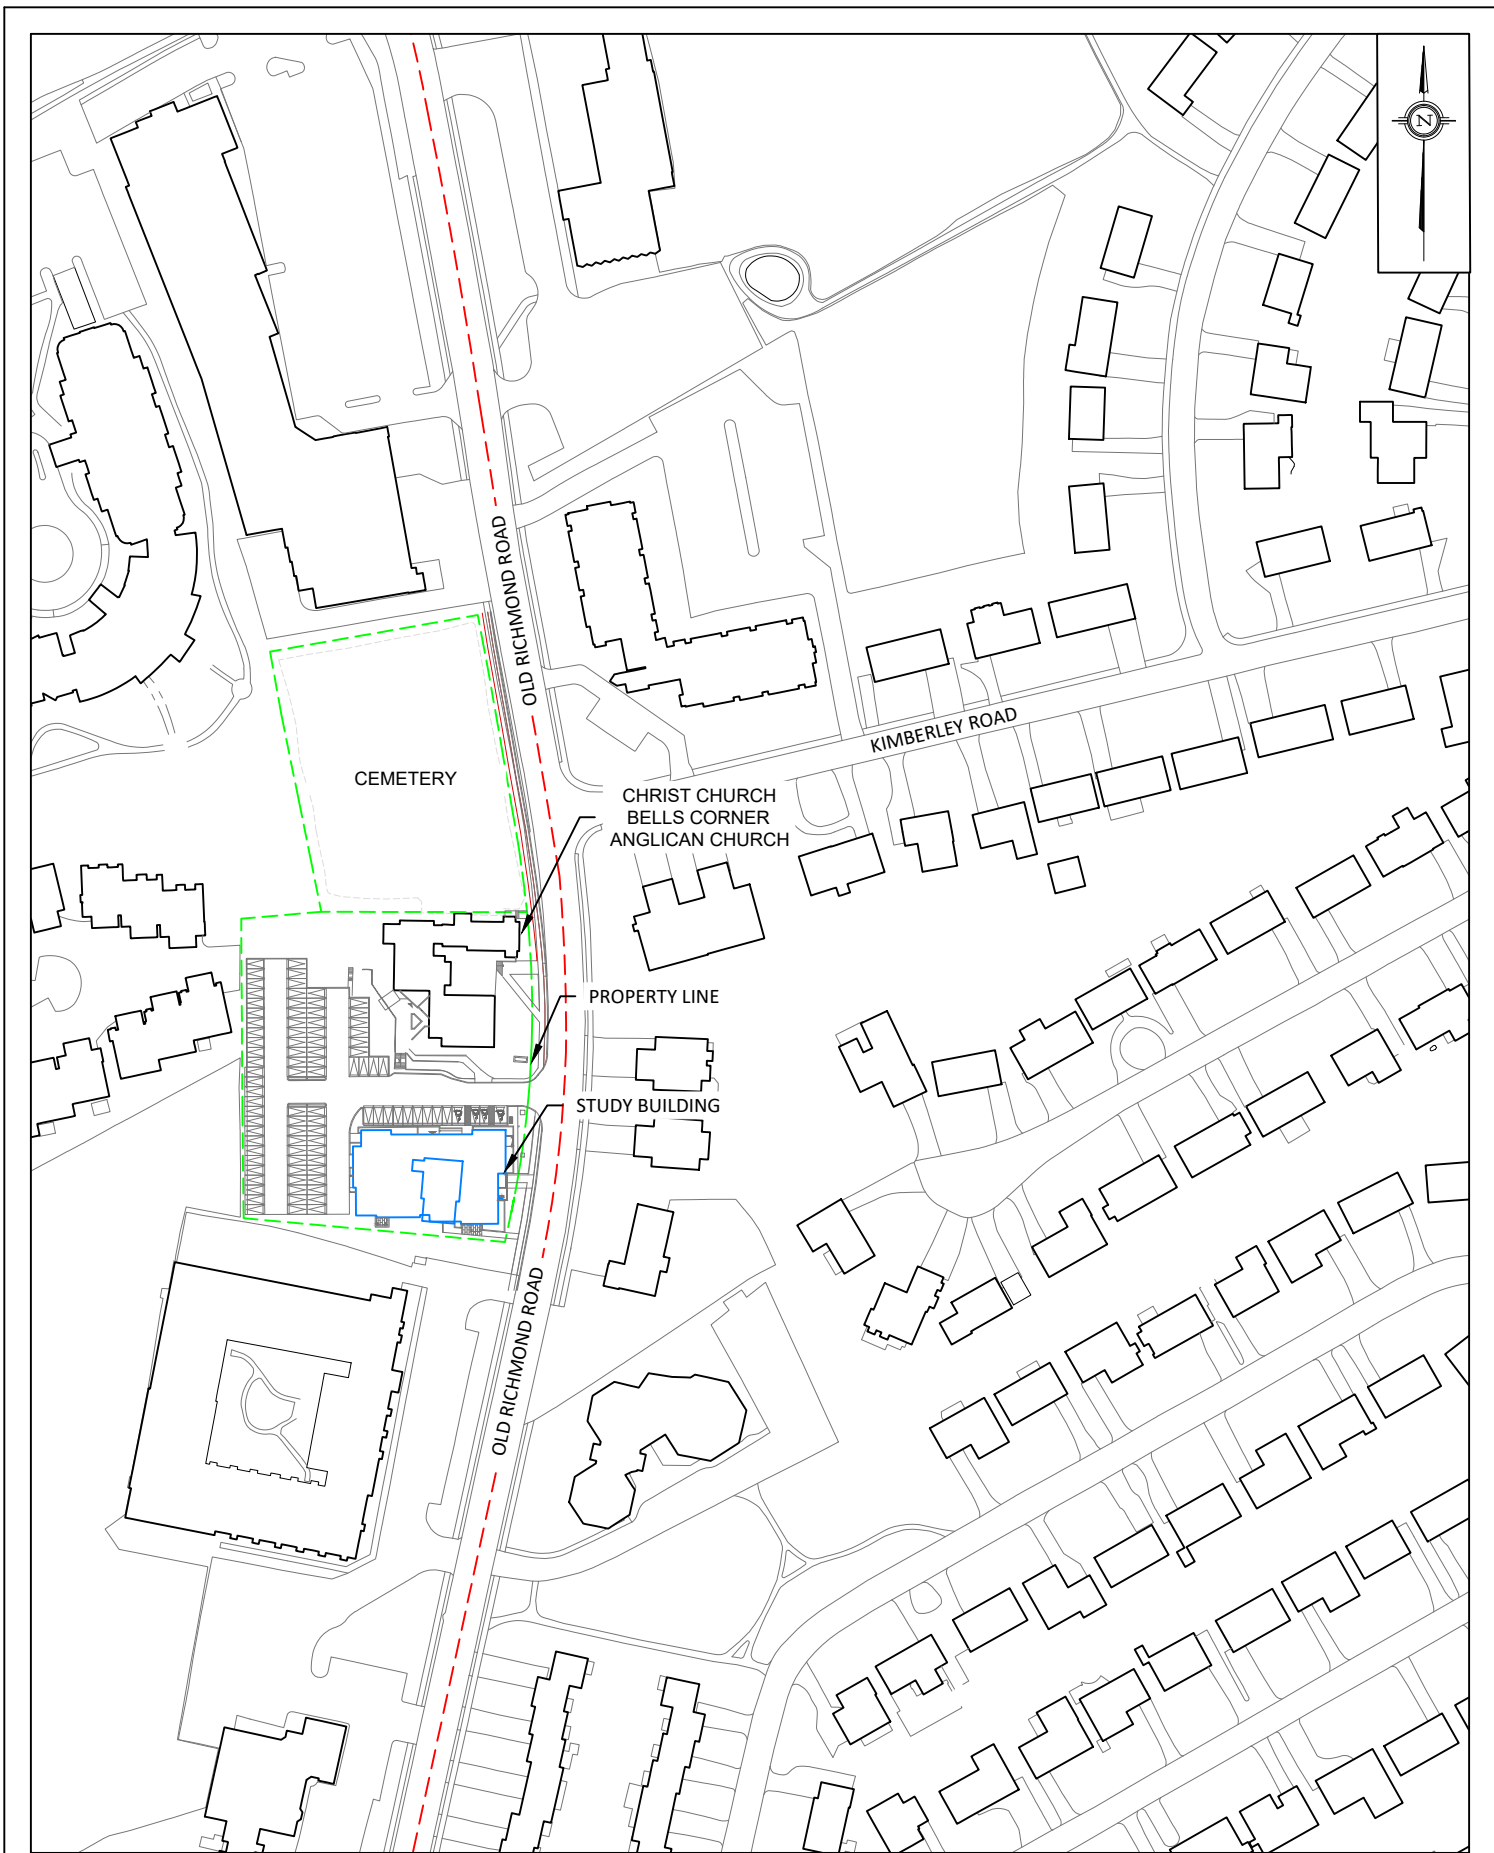 N
OLD RICHMOND ROAD
KIMBERLEY ROAD
CEMETERY
CHRIST CHURCH
BELLS CORNER
ANGLICAN CHURCH
PROPERTY LINE
STUDY BUILDING
OLD RICHMOND ROAD